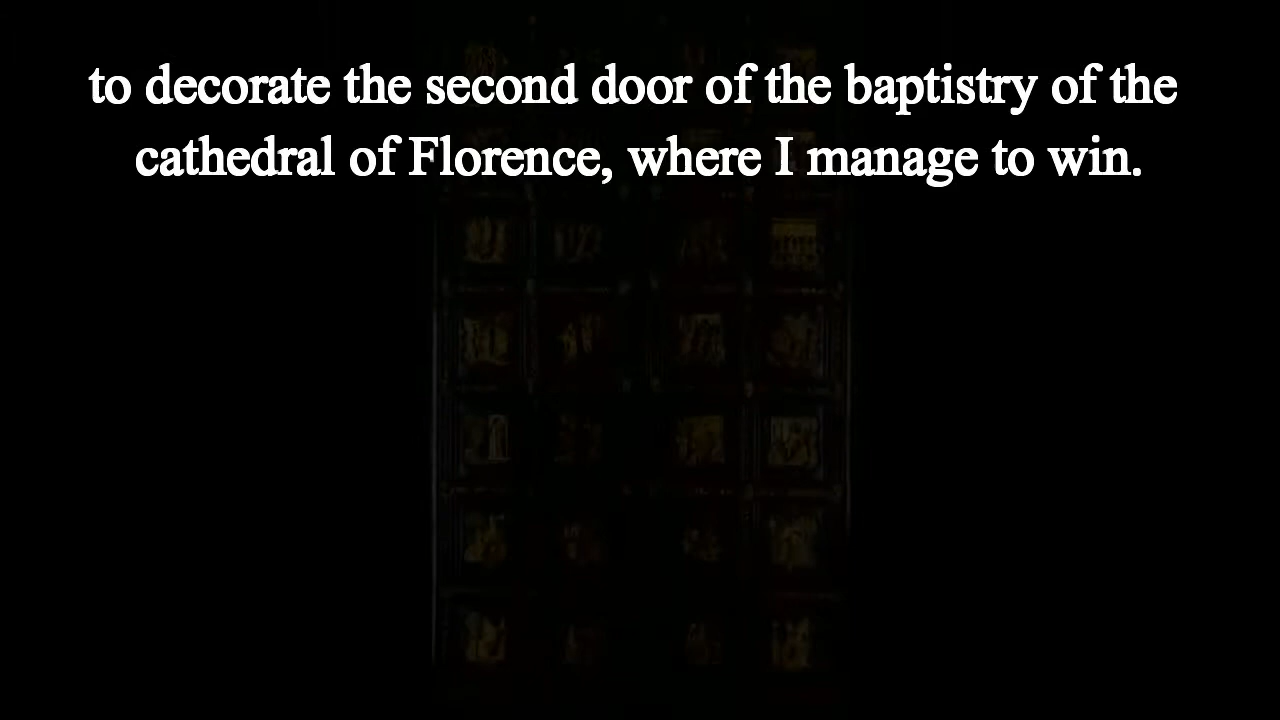 to decorate the second door of the baptistry of the
cathedral of Florence, where I manage to win.